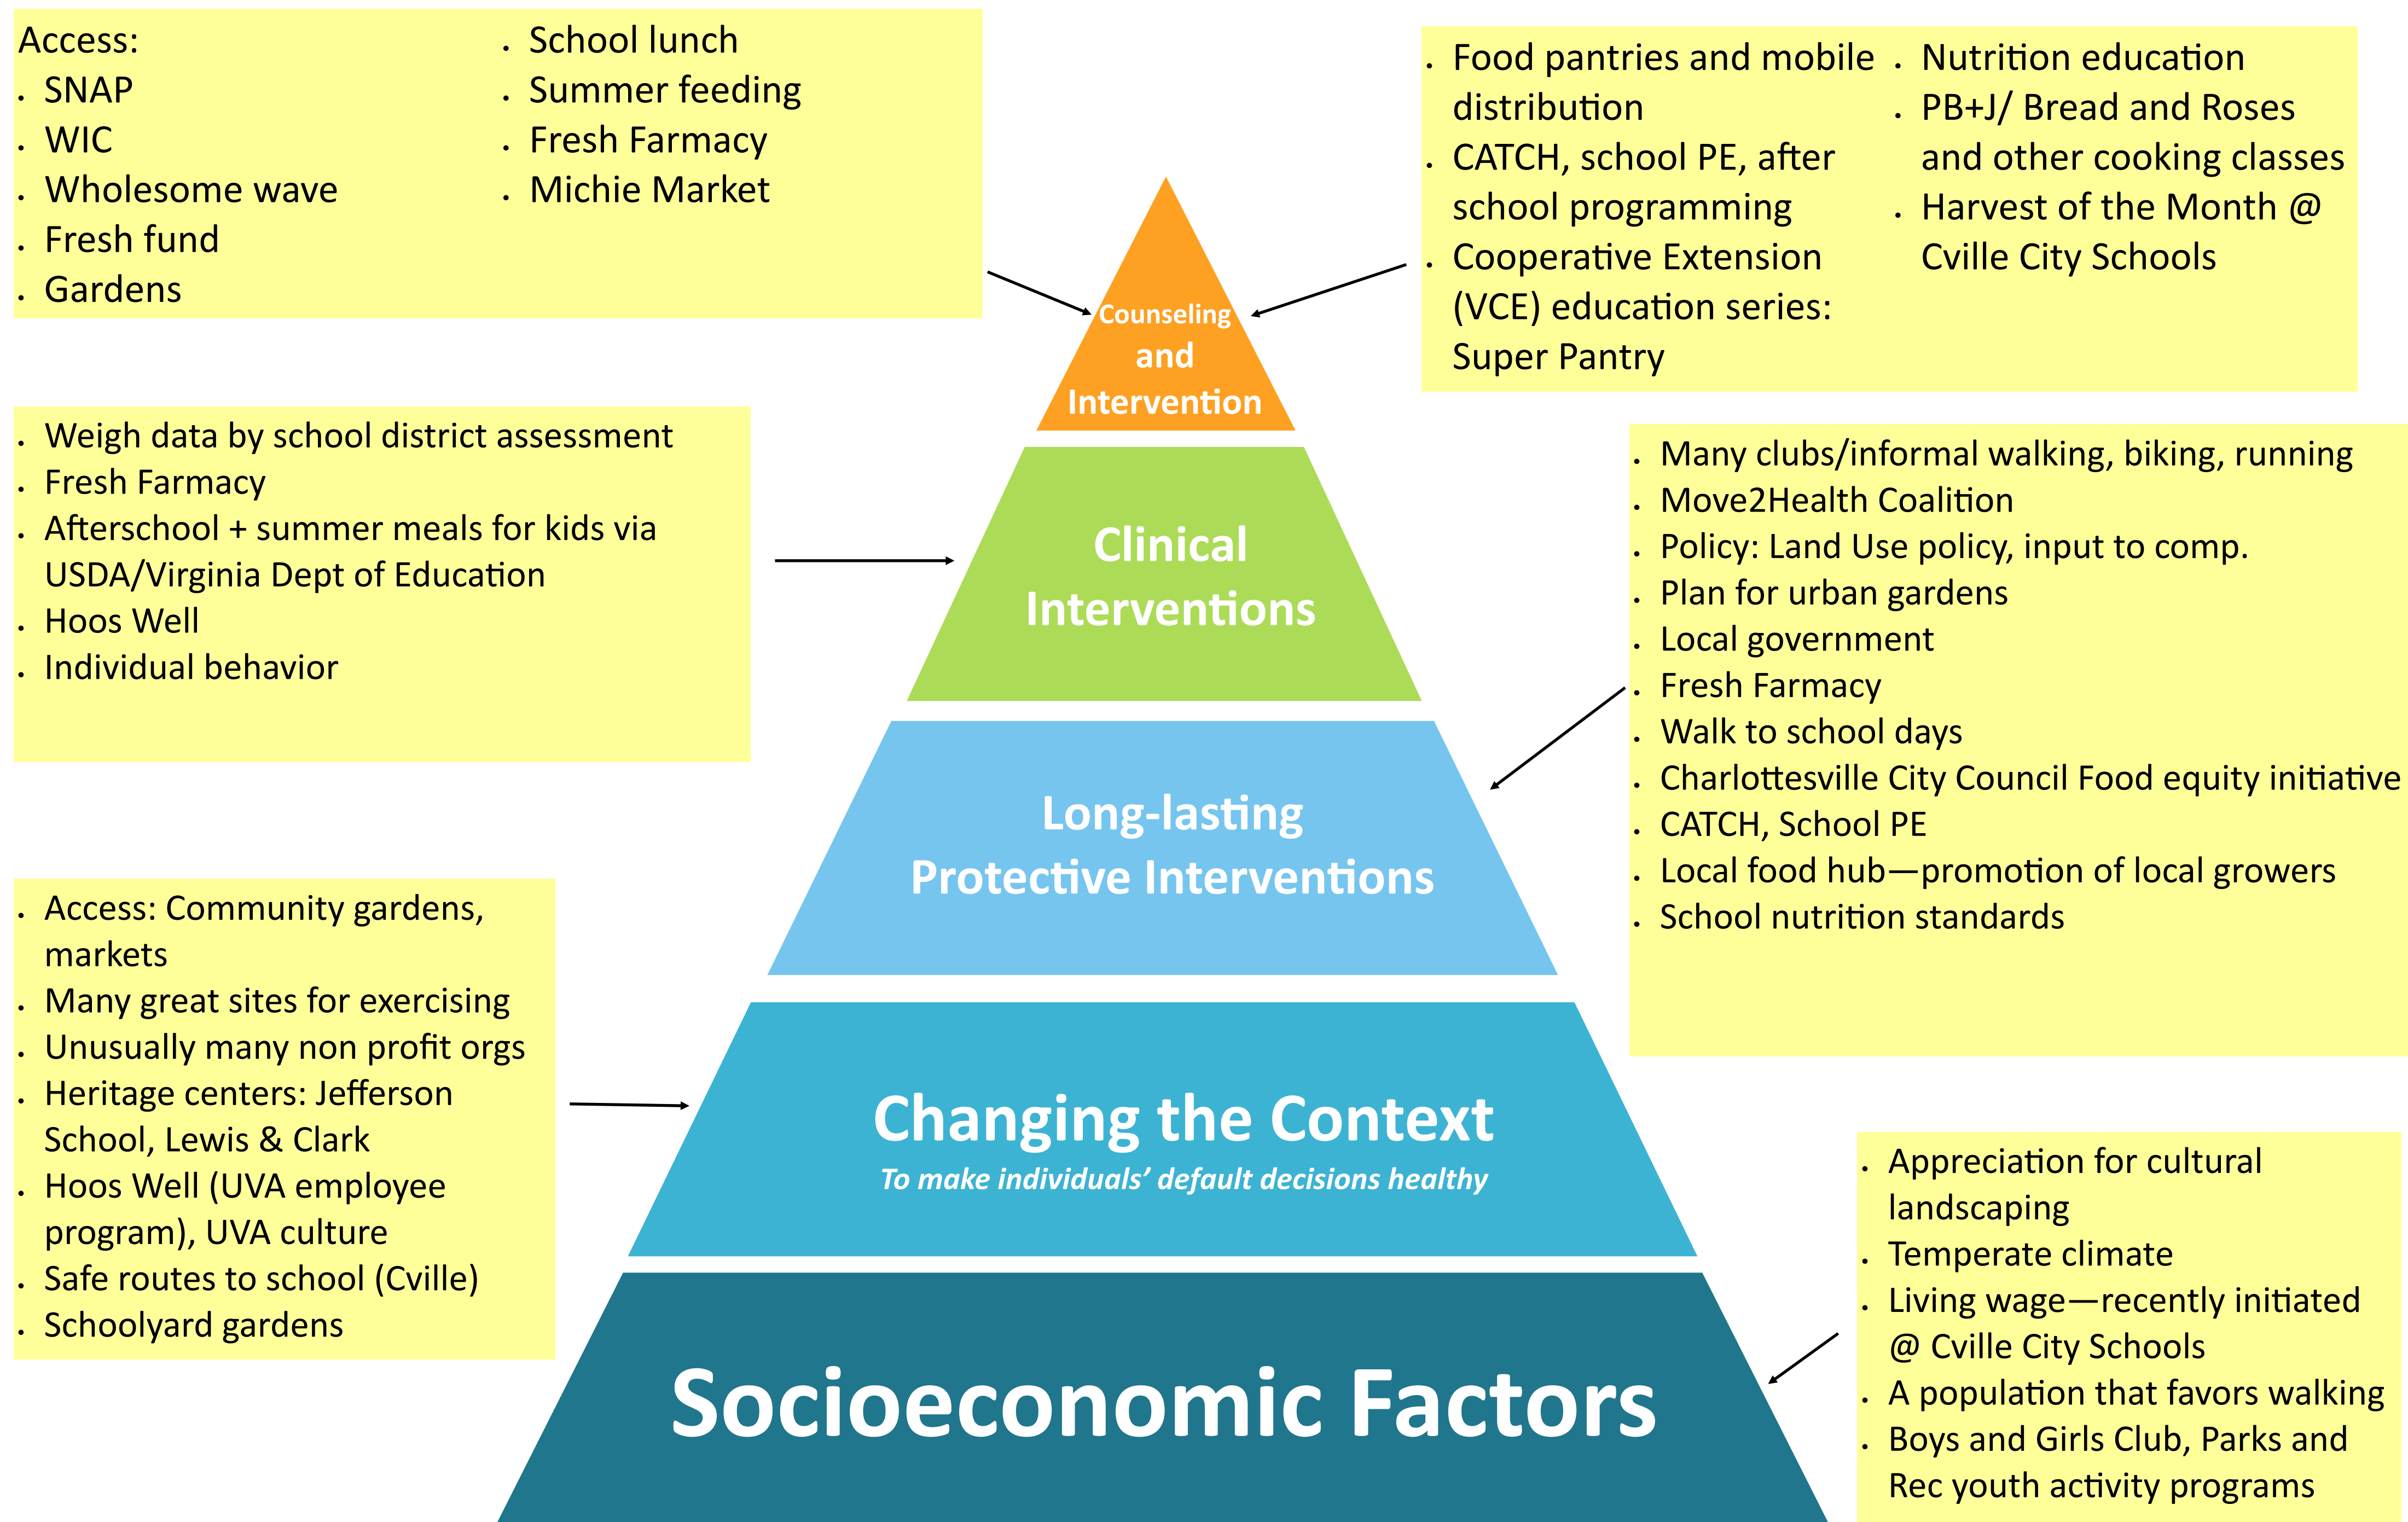 Access:
• SNAP
• WIC
• Wholesome wave
• Fresh fund
• Gardens
• School lunch
• Summer feeding
• Fresh Farmacy
• Michie Market
• Food pantries and mobile
distribution
• CATCH, school PE, after
school programming
• Cooperative Extension
(VCE) education series:
Super Pantry
• Nutrition education
• PB+J/ Bread and Roses
and other cooking classes
• Harvest of the Month @
Cville City Schools
Counseling
and
Intervention
• Weigh data by school district assessment
• Fresh Farmacy
• Afterschool + summer meals for kids via
USDA/Virginia Dept of Education
• Hoos Well
• Individual behavior
Clinical
Interventions
• Many clubs/informal walking, biking, running
• Move2Health Coalition
• Policy: Land Use policy, input to comp.
• Plan for urban gardens
• Local government
• Fresh Farmacy
• Walk to school days
• Charlottesville City Council Food equity initiative
• CATCH, School PE
• Local food hub—promotion of local growers
• School nutrition standards
Long-lasting
Protective Interventions
• Access: Community gardens,
markets
• Many great sites for exercising
• Unusually many non profit orgs
• Heritage centers: Jefferson
School, Lewis & Clark
• Hoos Well (UVA employee
program), UVA culture
• Safe routes to school (Cville)
• Schoolyard gardens
Changing the Context
To make individuals’ default decisions healthy
• Appreciation for cultural
landscaping
• Temperate climate
• Living wage—recently initiated
@ Cville City Schools
• A population that favors walking
• Boys and Girls Club, Parks and
Rec youth activity programs
Socioeconomic Factors